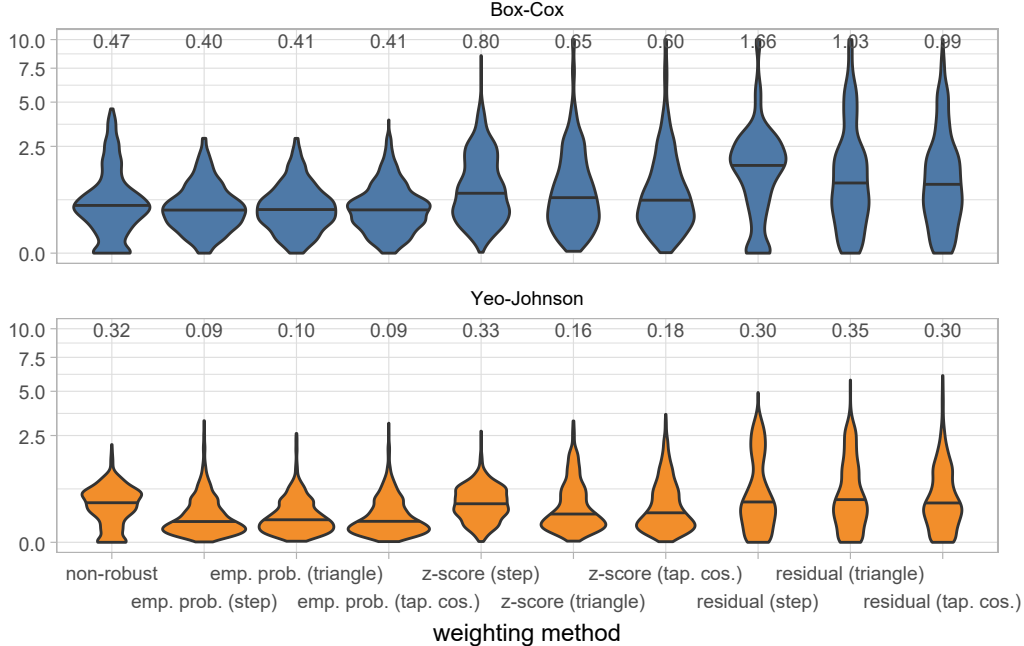 Box-Cox
10.0
0.47 0.40 0.41 0.41 0.80 0.65 0.60 1.66 1.03 0.99
7.5
5.0
2.5
0.0
Yeo-Johnson
10.0
0.32 0.09 0.10 0.09 0.33 0.16 0.18 0.30 0.35 0.30
7.5
5.0
2.5
0.0
non-robust emp. prob. (triangle) z-score (step) z-score (tap. cos.) residual (triangle)
emp. prob. (step) emp. prob. (tap. cos.) z-score (triangle) residual (step) residual (tap. cos.)
weighting method